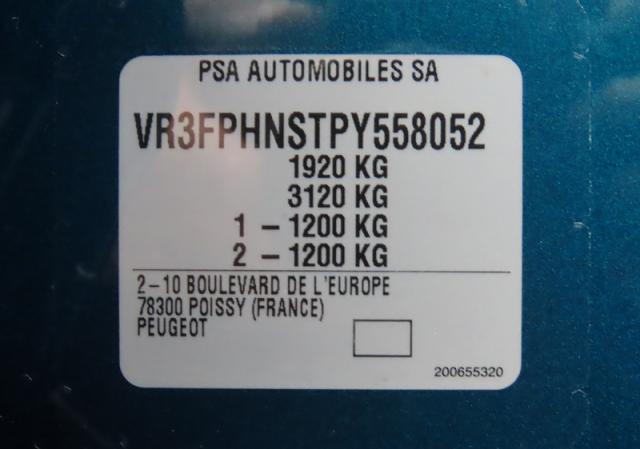 PSA AUTOMOBILES SA
VR3FPHNSTPY558052
1920 KG
3120 KG
1 – 1200 KG
2 – 1200 KG
2–10 BOULEVARD DE L'EUROPE
78300 POISSY (FRANCE)
PEUGEOT
200655320